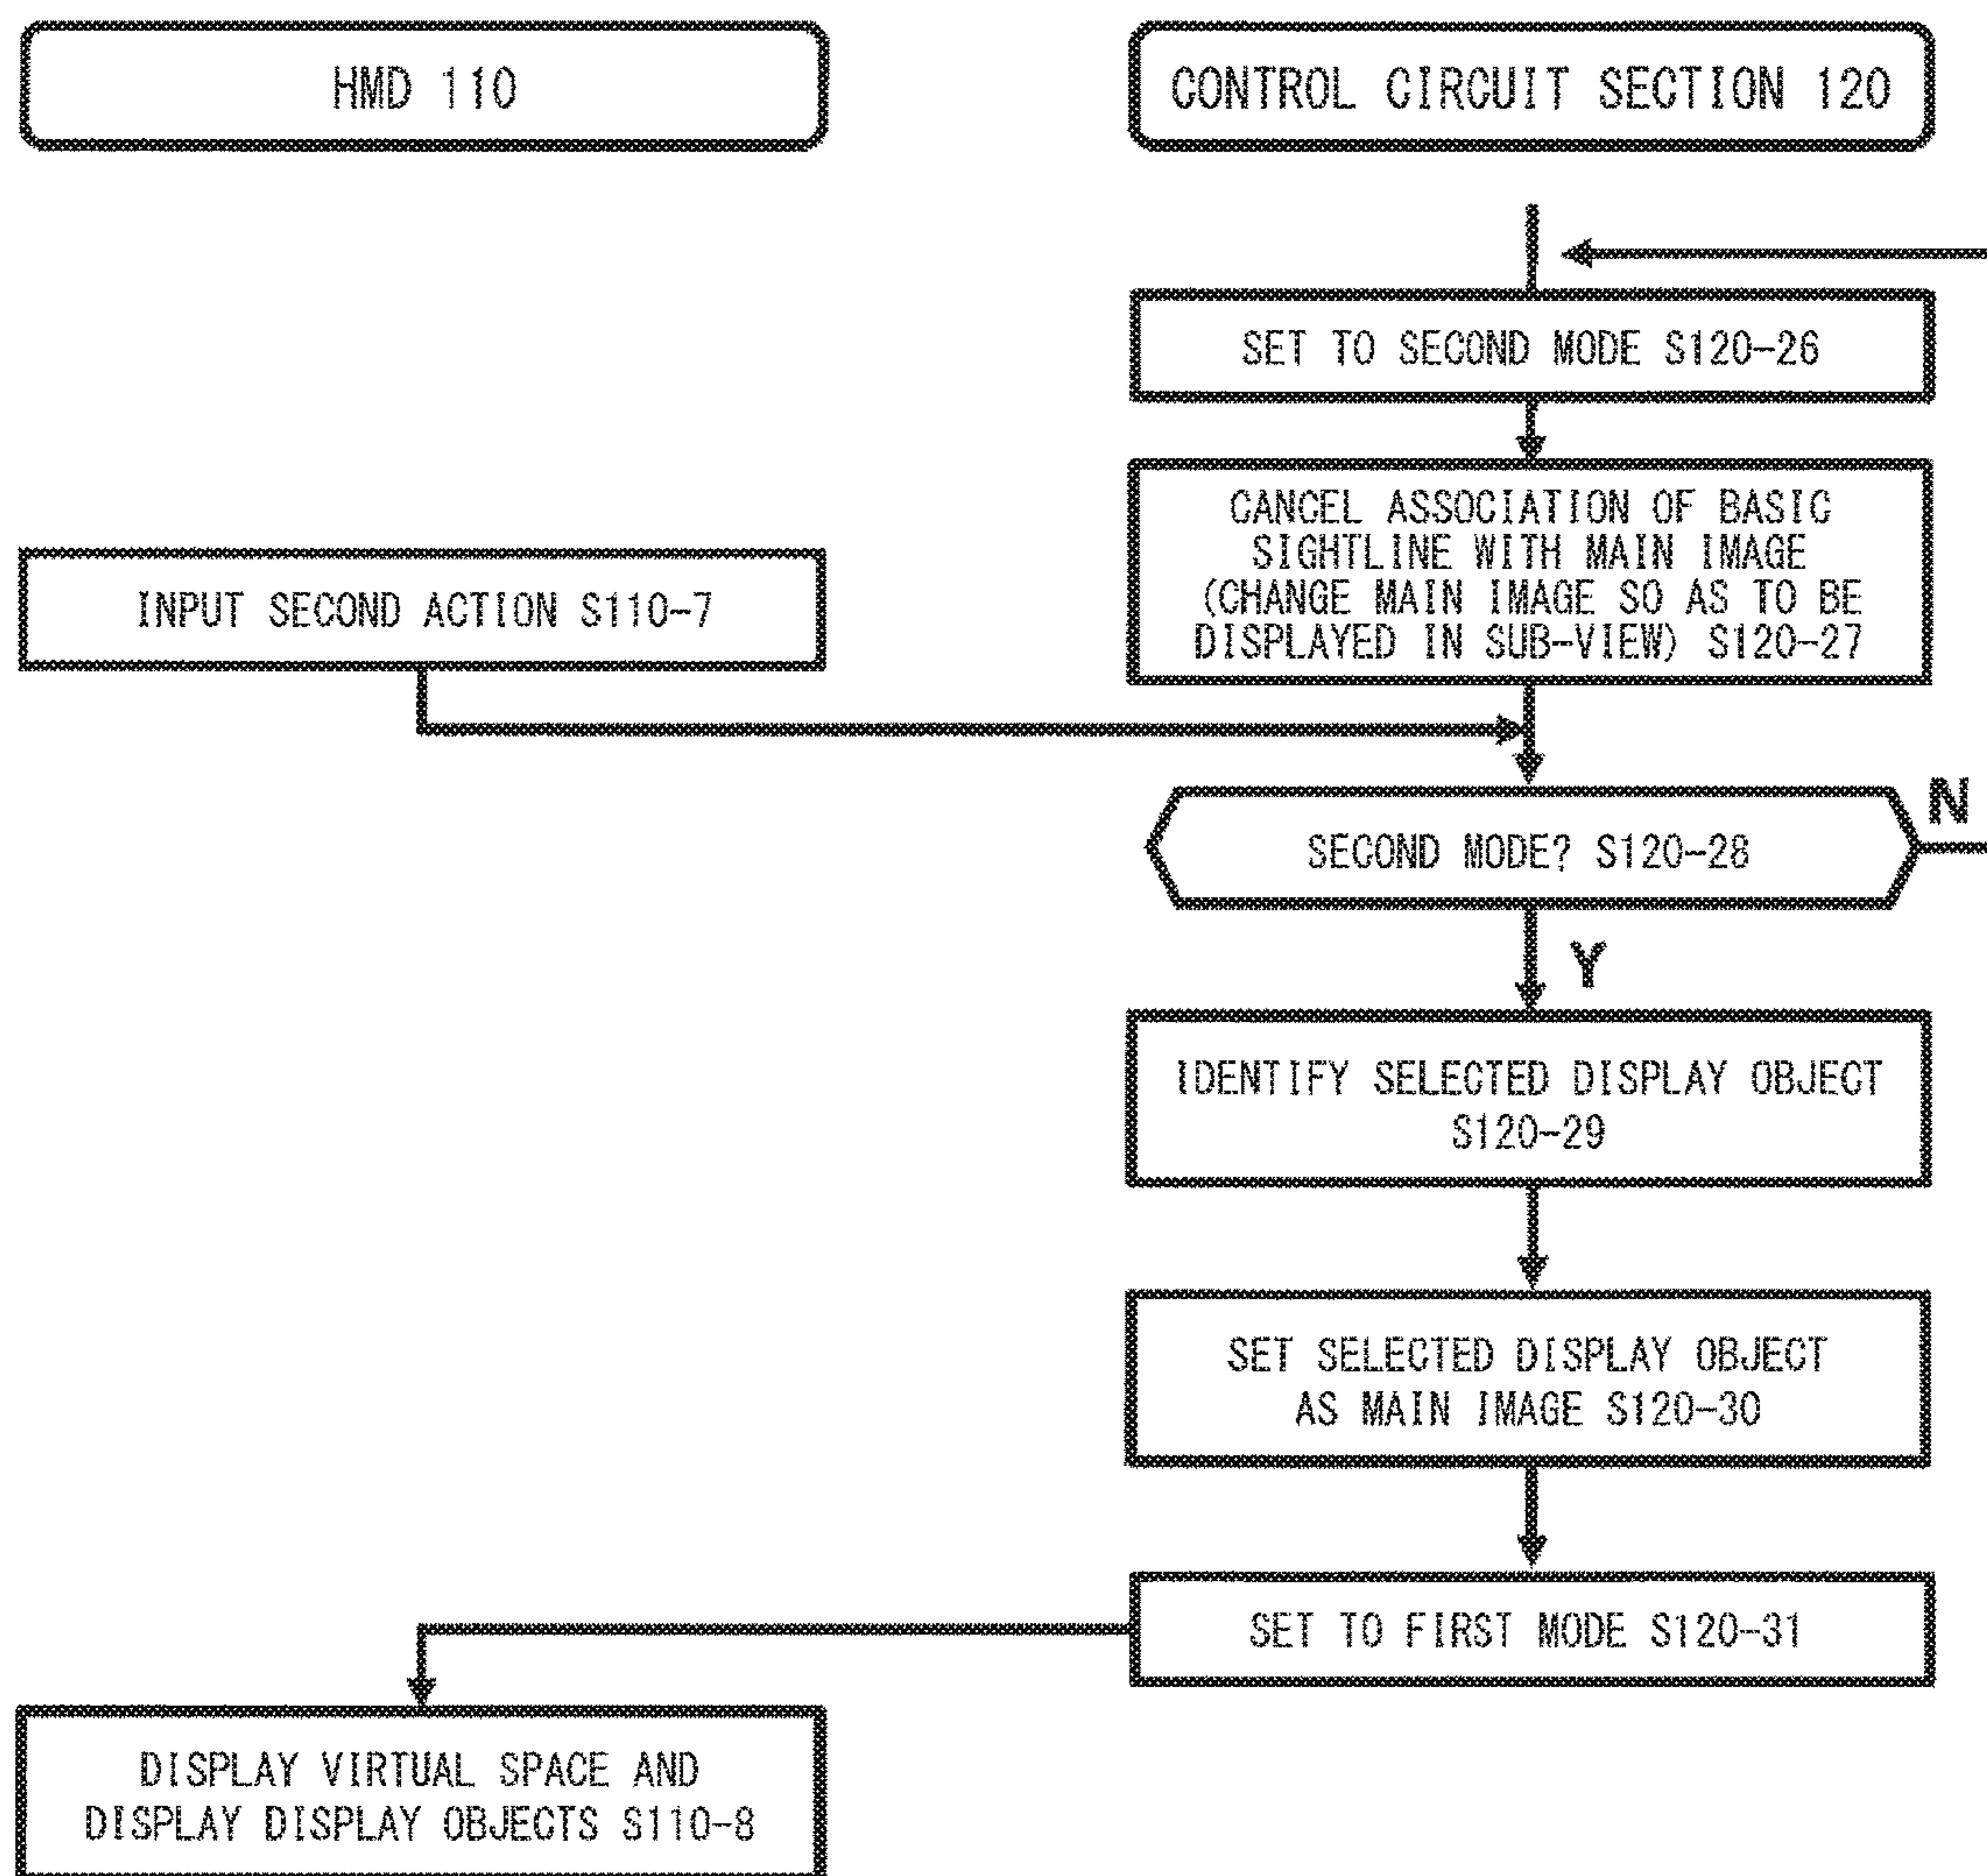 HMD 110
CONTROL CIRCUIT SECTION 120
SET TO SECOND MODE S120-26
CANCEL ASSOCIATION OF BASIC
SIGHTLINE WITH MAIN IMAGE
(CHANGE MAIN IMAGE SO AS TO BE
DISPLAYED IN SUB-VIEW) S120-27
INPUT SECOND ACTION S110-7
SECOND MODE? S120-28
N
Y
IDENTIFY SELECTED DISPLAY OBJECT
S120-29
SET SELECTED DISPLAY OBJECT
AS MAIN IMAGE S120-30
SET TO FIRST MODE S120-31
DISPLAY VIRTUAL SPACE AND
DISPLAY DISPLAY OBJECTS S110-8